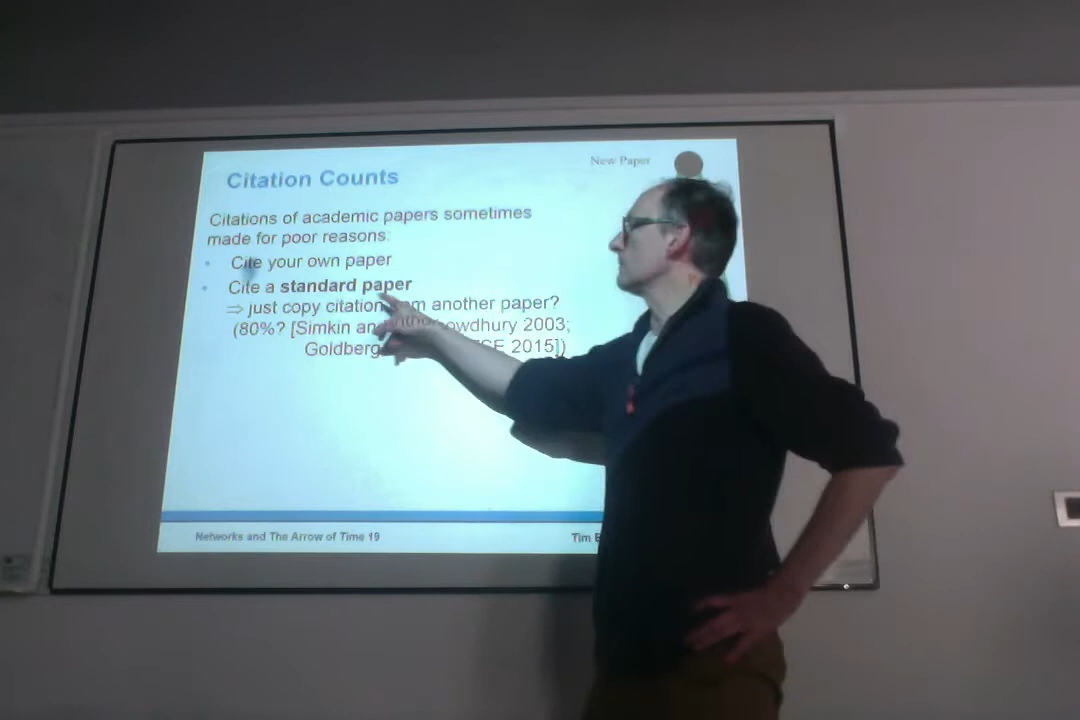 New Paper
Citation Counts
Citations of academic papers sometimes
made for poor reasons:
• Cite your own paper
• Cite a standard paper
⇒ just copy citation from another paper?
(80%? [Simkin an owdhury 2003;
Goldberg, 2015])
Networks and The Arrow of Time 19
Tim